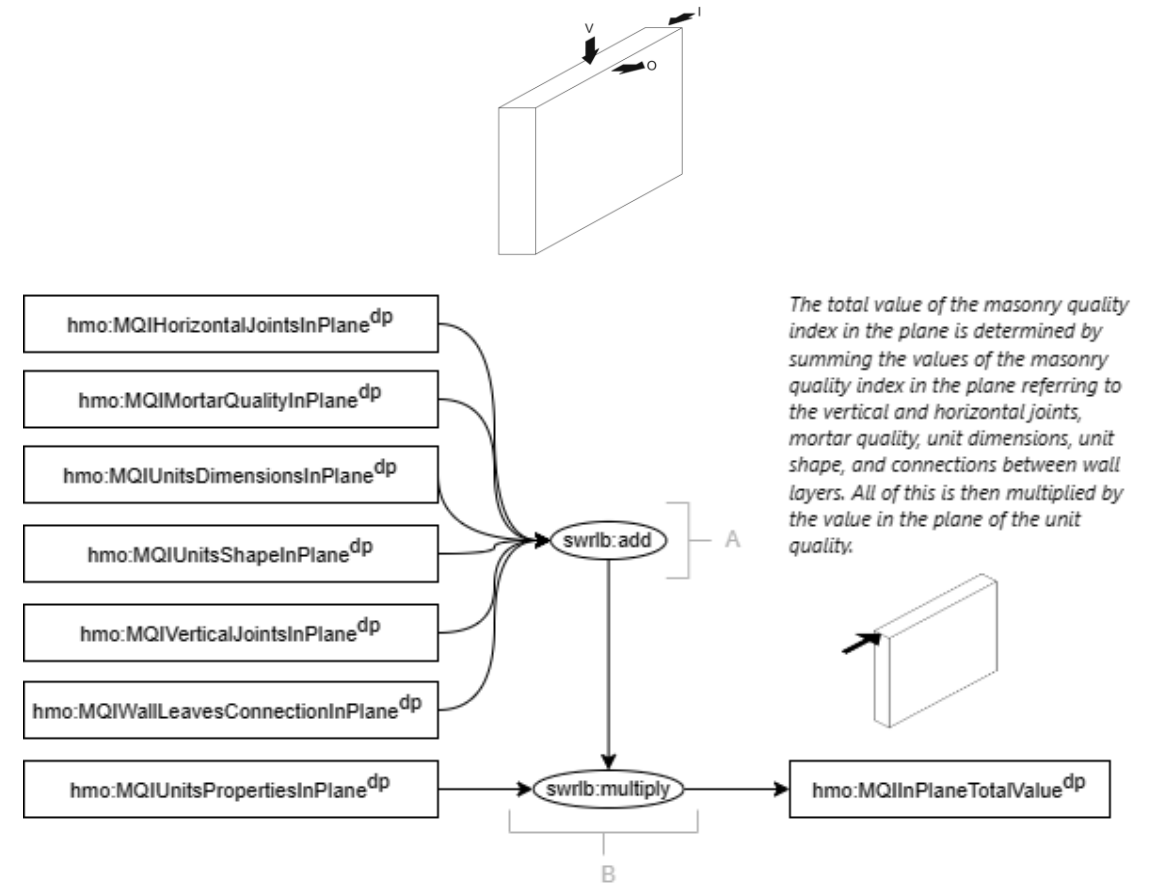 I
V
O
hmo:MQIHorizontalJointsInPlanedp
hmo:MQIMortarQualityInPlanedp
hmo:MQIUnitsDimensionsInPlanedp
hmo:MQIUnitsShapeInPlanedp
hmo:MQIVerticalJointsInPlanedp
hmo:MQIWallLeavesConnectionInPlanedp
hmo:MQIUnitsPropertiesInPlanedp
swrlb:add
A
swrlb:multiply
B
hmo:MQIInPlaneTotalValuedp
The total value of the masonry quality
index in the plane is determined by
summing the values of the masonry
quality index in the plane referring to
the vertical and horizontal joints,
mortar quality, unit dimensions, unit
shape, and connections between wall
layers. All of this is then multiplied by
the value in the plane of the unit
quality.